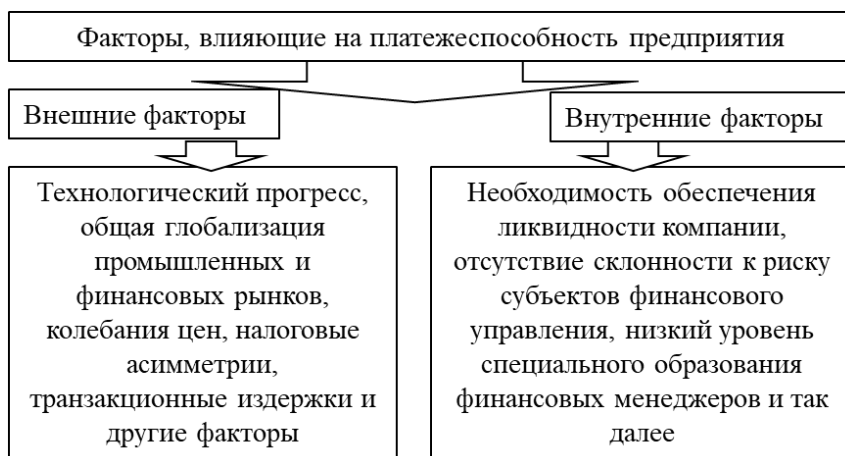 Факторы, влияющие на платежеспособность предприятия
Внешние факторы
Внутренние факторы
Технологический прогресс,
общая глобализация
промышленных и
финансовых рынков,
колебания цен, налоговые
асимметрии,
транзакционные издержки и
другие факторы
Необходимость обеспечения
ликвидности компании,
отсутствие склонности к риску
субъектов финансового
управления, низкий уровень
специального образования
финансовых менеджеров и так
далее